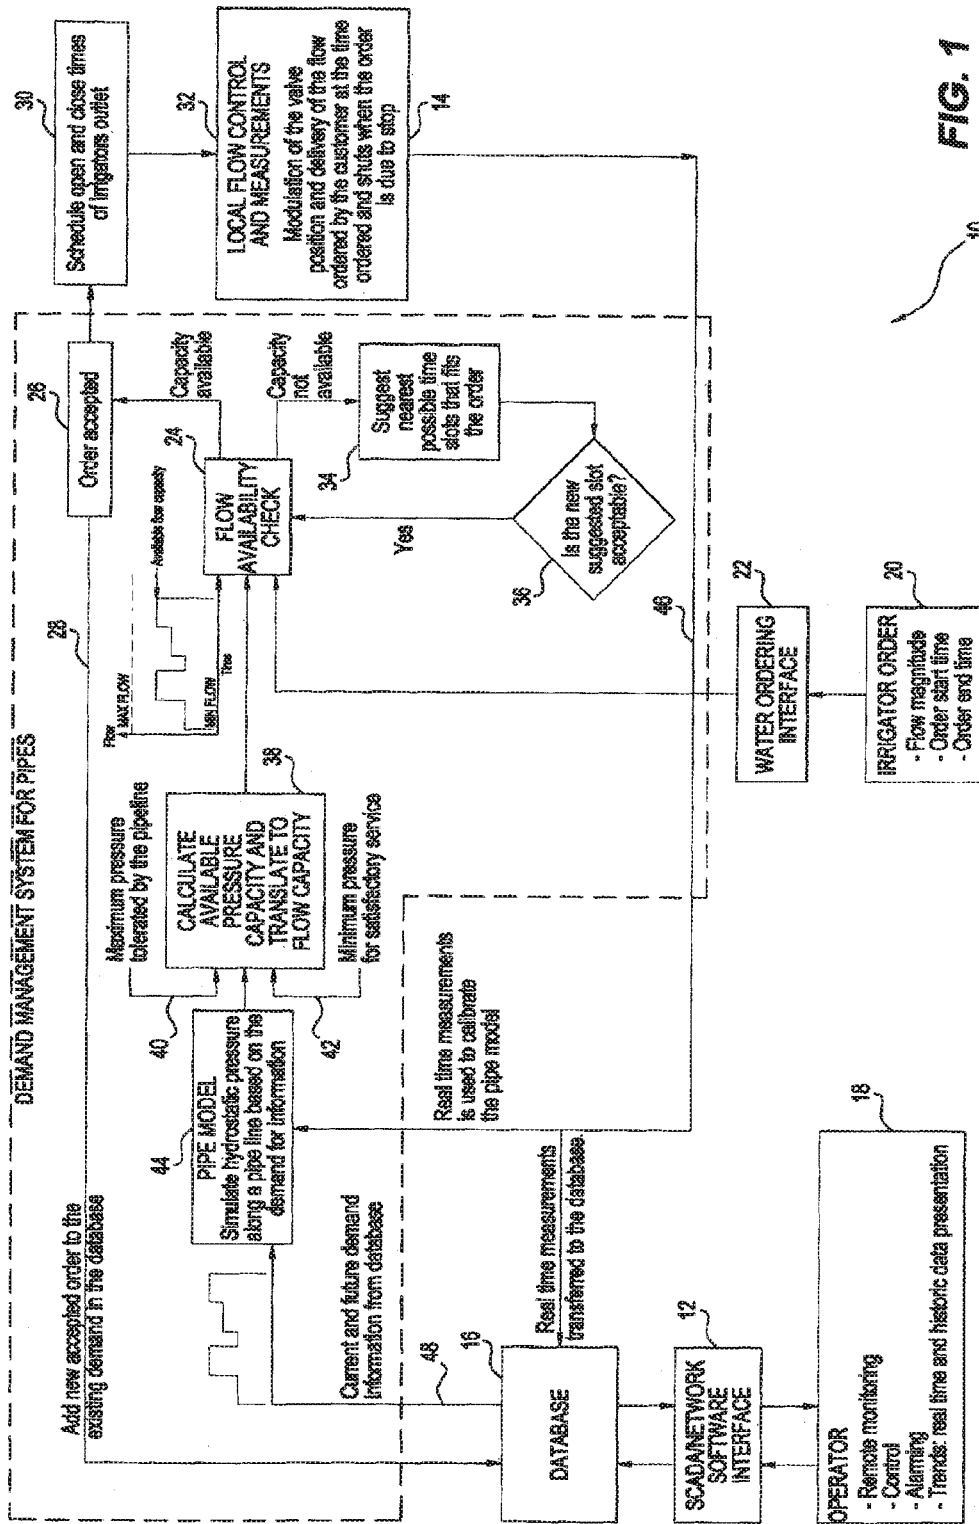 DEMAND MANAGEMENT SYSTEM FOR PIPES
Add new accepted order to the
existing demand in the database
28
26
Order accepted
30
Schedule open and close times
of irrigators outlet
32
LOCAL FLOW CONTROL
AND MEASUREMENTS
Modulation of the valve
position and delivery of the flow
ordered by the customer at the time
ordered and shuts when the order
is due to stop
14
Capacity
available
Capacity
not
available
24
FLOW
AVAILABILITY
CHECK
Flow
MAX FLOW
MIN FLOW
Time
Available flow capacity
34
Suggest
nearest
possible time
slots that fits
the order
Yes
36
Is the new
suggested slot
acceptable?
Maximum pressure
tolerated by the pipeline
40
38
CALCULATE
AVAILABLE
PRESSURE
CAPACITY AND
TRANSLATE TO
FLOW CAPACITY
42
Minimum pressure
for satisfactory service
44
PIPE MODEL
Simulate hydrostatic pressure
along a pipe line based on the
demand for information
Real time measurements
is used to calibrate
the pipe model
46
Current and future demand
information from database
48
Real time measurements
transferred to the database
16
DATABASE
12
SCADA/NETWORK
SOFTWARE
INTERFACE
18
OPERATOR
- Remote monitoring
- Control
- Alarming
- Trends: real time and historic data presentation
22
WATER ORDERING
INTERFACE
20
IRRIGATOR ORDER
- Flow magnitude
- Order start time
- Order end time
10
FIG. 1